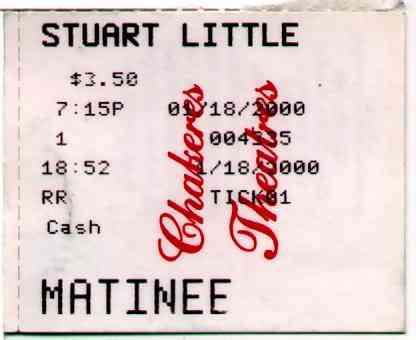 STUART LITTLE
$3.50
7:15P 01/18/2000
1 004335
18:52 1/18/2000
RR TICK01
Cash
MATINEE
Chakeres
Theatres